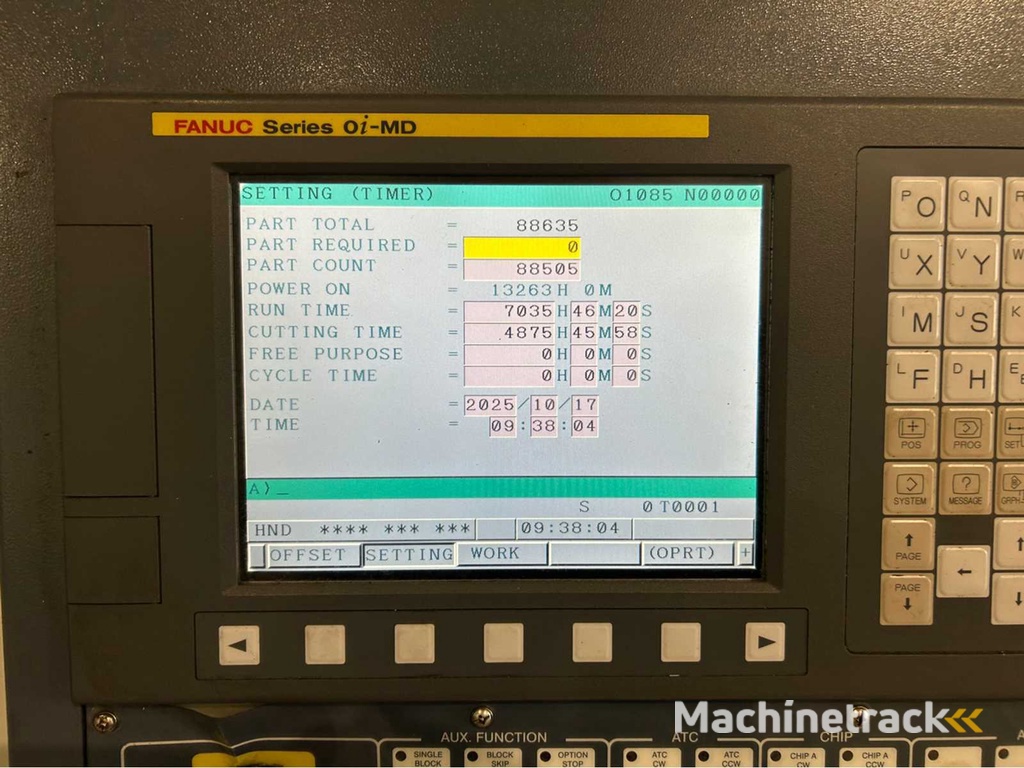 FANUC Series 0i-MD
SETTING (TIMER) O1085 N00000
PART TOTAL = 88635
PART REQUIRED = 0
PART COUNT = 88505
POWER ON = 13263H 0M
RUN TIME = 7035H46M20S
CUTTING TIME = 4875H45M58S
FREE PURPOSE = 0H 0M 0S
CYCLE TIME = 0H 0M 0S
DATE = 2025/10/17
TIME = 09:38:04
A)_
S 0T0001
HND **** *** *** 09:38:04
OFFSET SETTING WORK (OPRT) +
P O Q N R
U X V Y W
I M J S K
L F D H E
POS PROG SET
SYSTEM ? MESSAGE GRPH
↑ PAGE ↑
←
PAGE ↓ ↓
◄ ►
Machinetrack
AUX. FUNCTION ATC CHIP A
SINGLE BLOCK
BLOCK SKIP
OPTION STOP
ATC CW
ATC CCW
CHIP A CW
CHIP A CCW